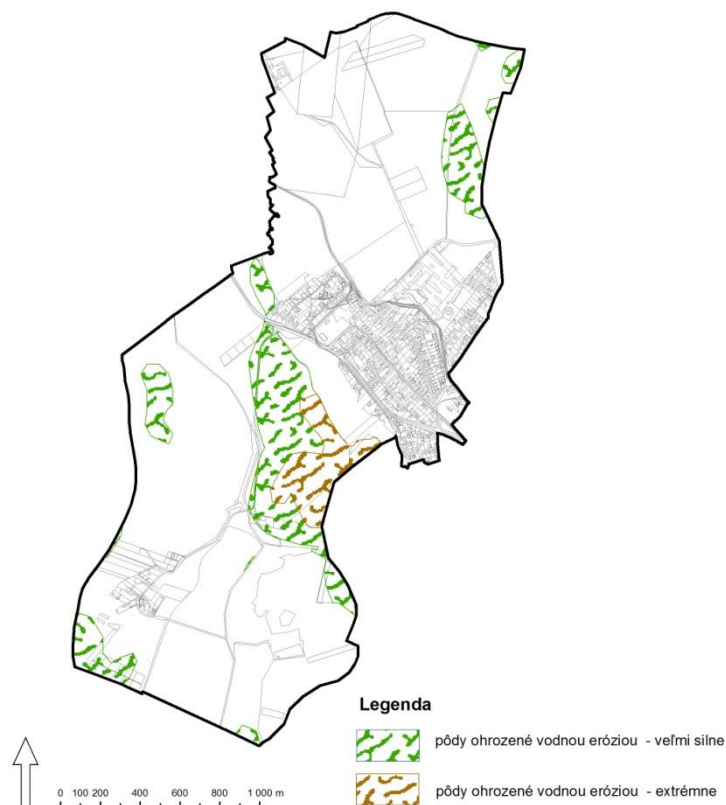 Legenda
pôdy ohrozené vodnou eróziou - veľmi silne
pôdy ohrozené vodnou eróziou - extrémne
0 100 200 400 600 800 1 000 m